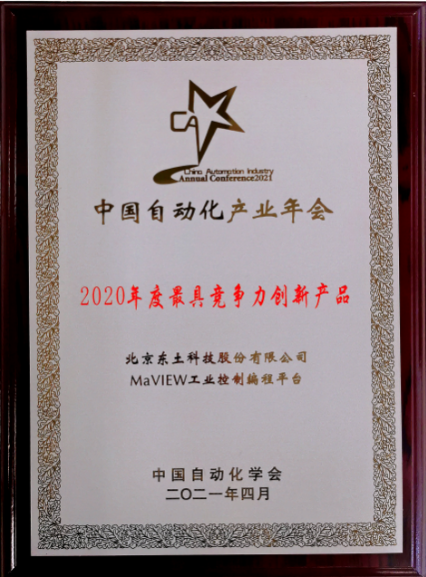 CA
China Automation Industry
Annual Conference2021
中国自动化产业年会
2020年度最具竞争力创新产品
北京东土科技股份有限公司
MaVIEW工业控制编程平台
中国自动化学会
二〇二一年四月